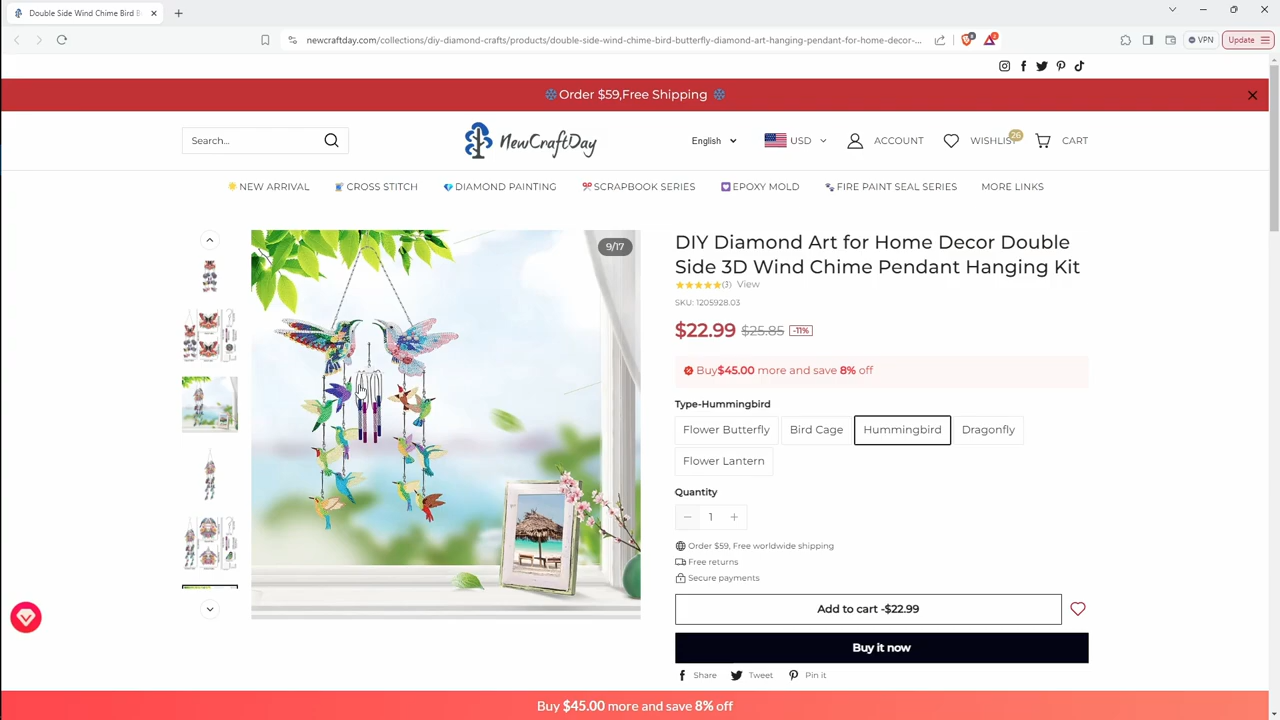 Double Side Wind Chime Bird B
newcraftday.com/collections/diy-diamond-crafts/products/double-side-wind-chime-bird-butterfly-diamond-art-hanging-pendant-for-home-decor-...
VPN
Update
Order $59,Free Shipping
Search...
NewCraftDay
English
USD
ACCOUNT
WISHLIST
26
CART
NEW ARRIVAL
CROSS STITCH
DIAMOND PAINTING
SCRAPBOOK SERIES
EPOXY MOLD
FIRE PAINT SEAL SERIES
MORE LINKS
9/17
DIY Diamond Art for Home Decor Double
Side 3D Wind Chime Pendant Hanging Kit
(3) View
SKU: 1205928.03
$22.99 $25.85 -11%
Buy$45.00 more and save 8% off
Type-Hummingbird
Flower Butterfly
Bird Cage
Hummingbird
Dragonfly
Flower Lantern
Quantity
1
Order $59, Free worldwide shipping
Free returns
Secure payments
Add to cart -$22.99
Buy it now
Share
Tweet
Pin it
Buy $45.00 more and save 8% off